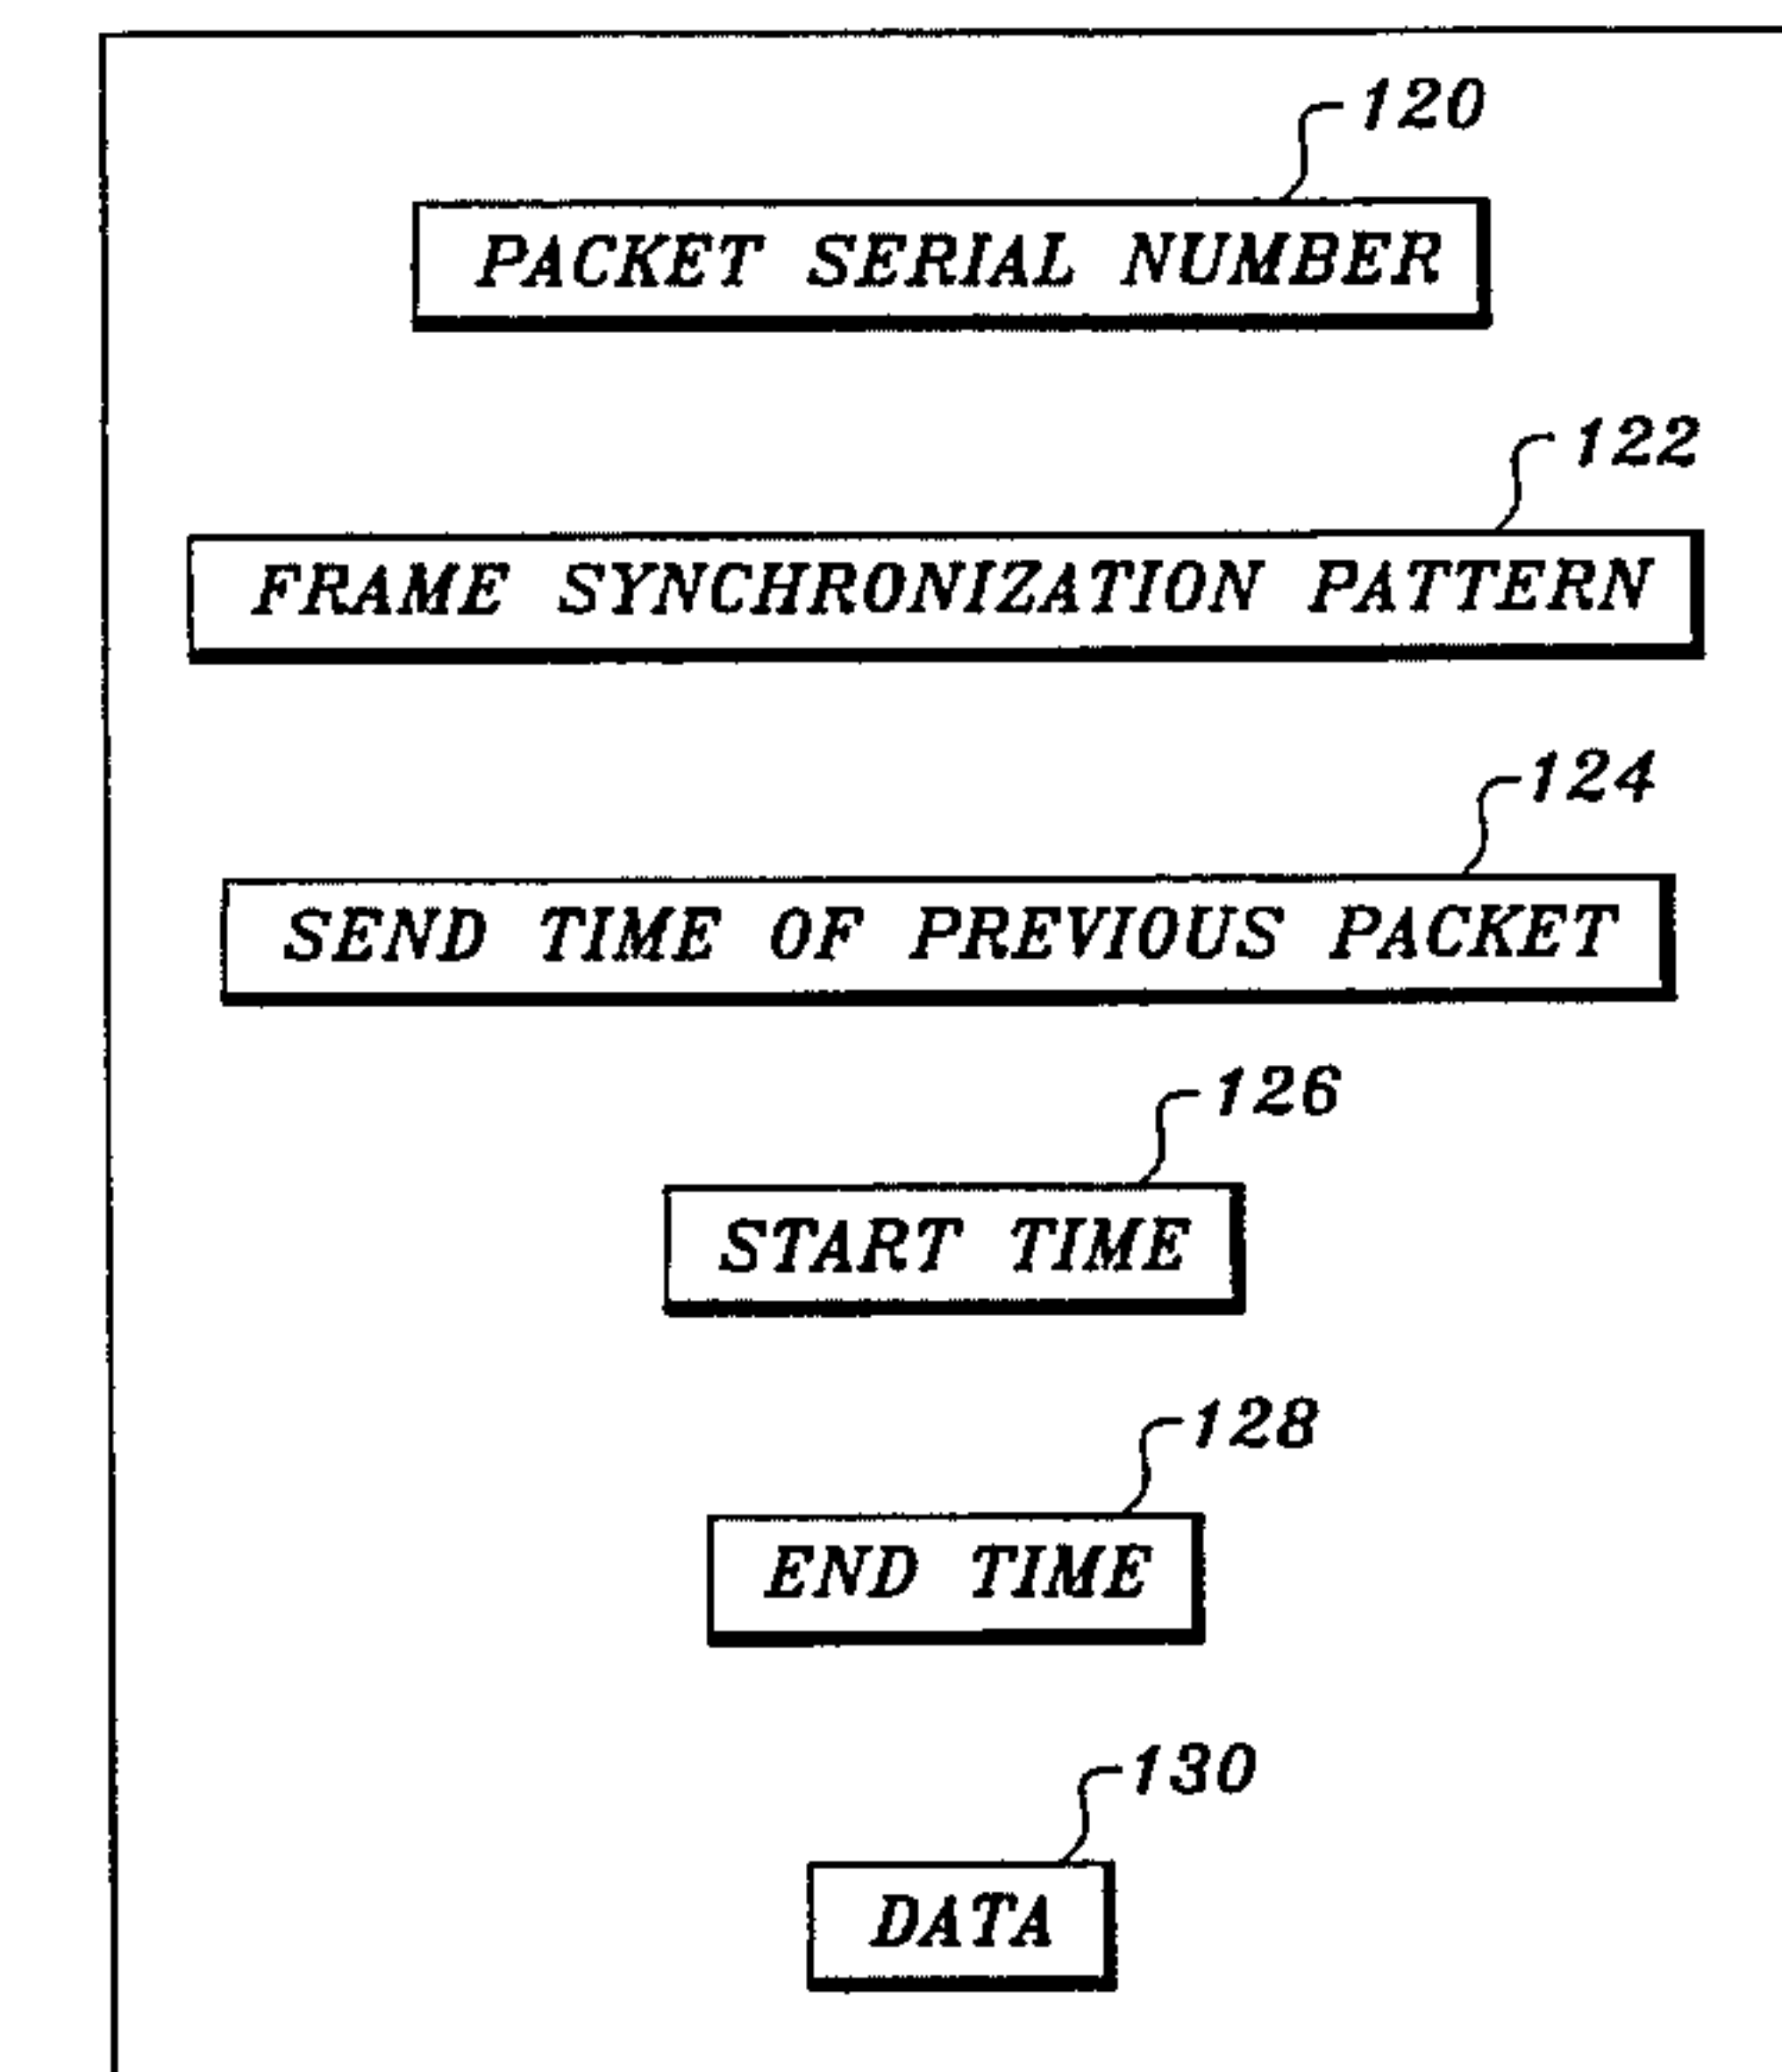 120
PACKET SERIAL NUMBER
122
FRAME SYNCHRONIZATION PATTERN
124
SEND TIME OF PREVIOUS PACKET
126
START TIME
128
END TIME
130
DATA